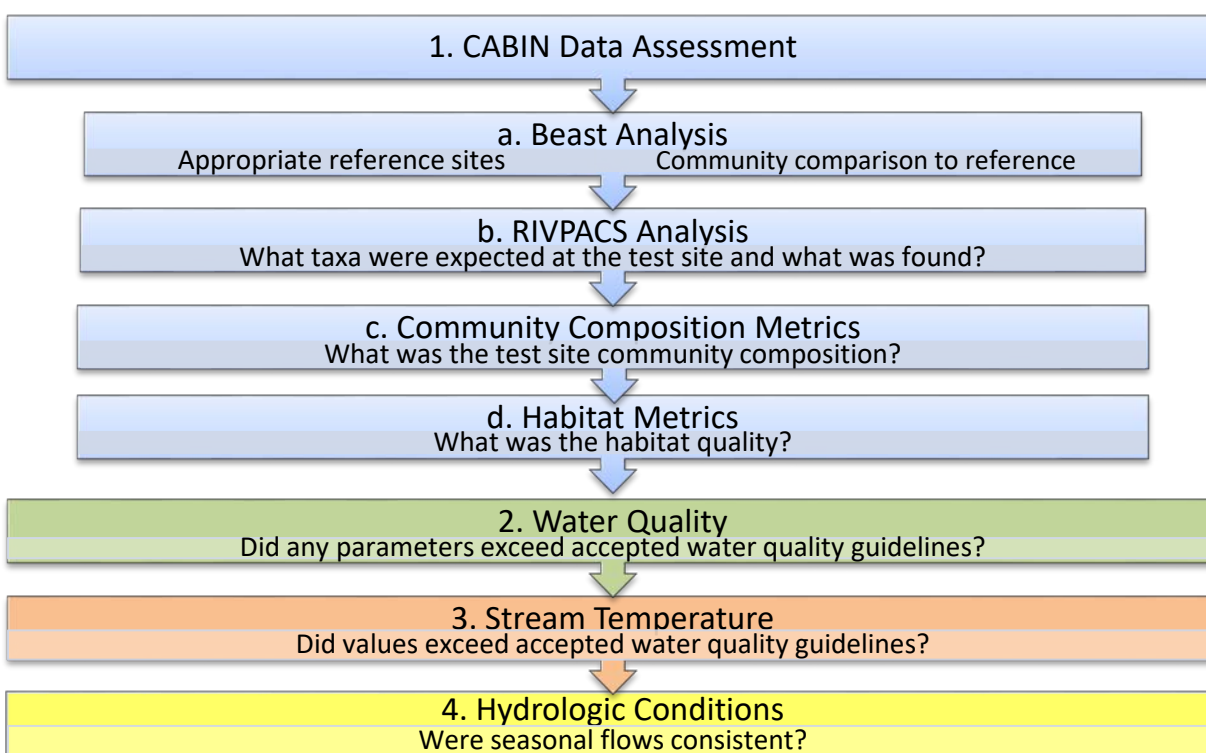 1. CABIN Data Assessment
a. Beast Analysis
Appropriate reference sites Community comparison to reference
b. RIVPACS Analysis
What taxa were expected at the test site and what was found?
c. Community Composition Metrics
What was the test site community composition?
d. Habitat Metrics
What was the habitat quality?
2. Water Quality
Did any parameters exceed accepted water quality guidelines?
3. Stream Temperature
Did values exceed accepted water quality guidelines?
4. Hydrologic Conditions
Were seasonal flows consistent?